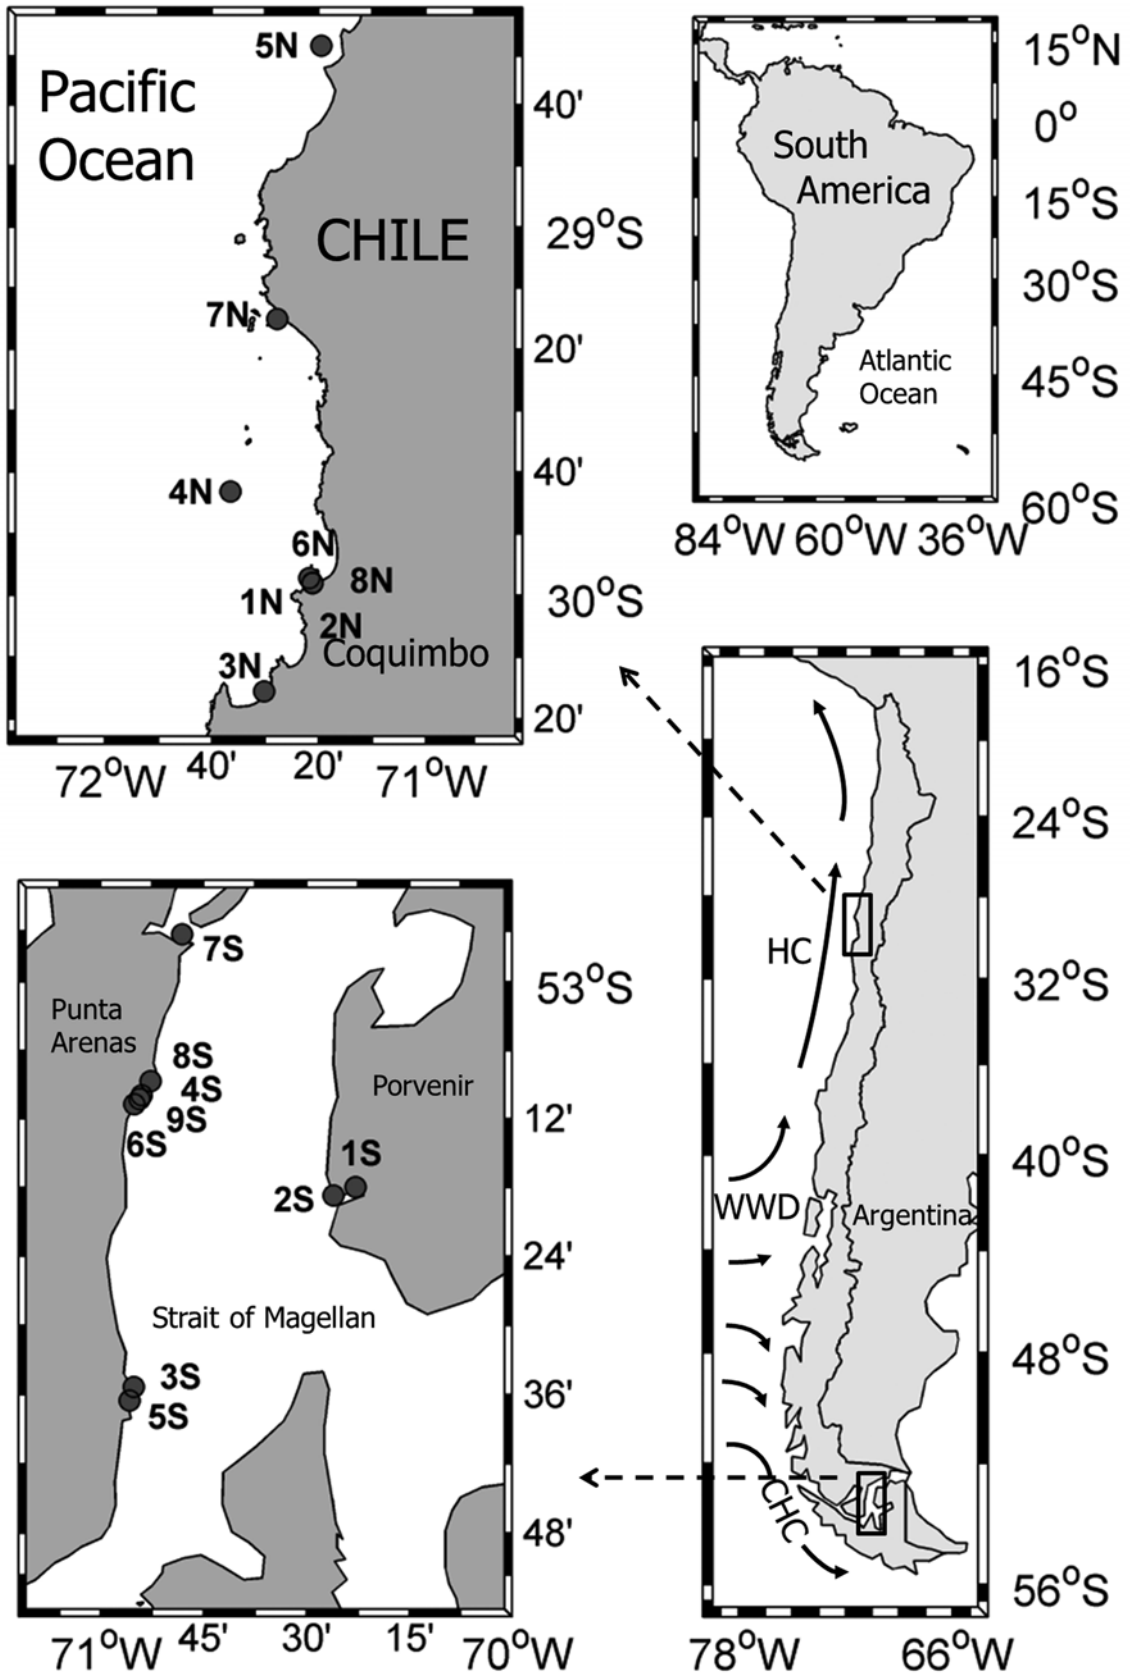 5N
Pacific
Ocean
CHILE
7N
4N
6N
8N
1N
2N
Coquimbo
3N
40'
29°S
20'
40'
30°S
20'
72°W
40'
20'
71°W
South
America
Atlantic
Ocean
15°N
0°
15°S
30°S
45°S
60°S
84°W
60°W
36°W
7S
Punta
Arenas
8S
4S
9S
6S
Porvenir
1S
2S
Strait of Magellan
3S
5S
53°S
12'
24'
36'
48'
71°W
45'
30'
15'
70°W
HC
WWD
Argentina
CHC
16°S
24°S
32°S
40°S
48°S
56°S
78°W
66°W